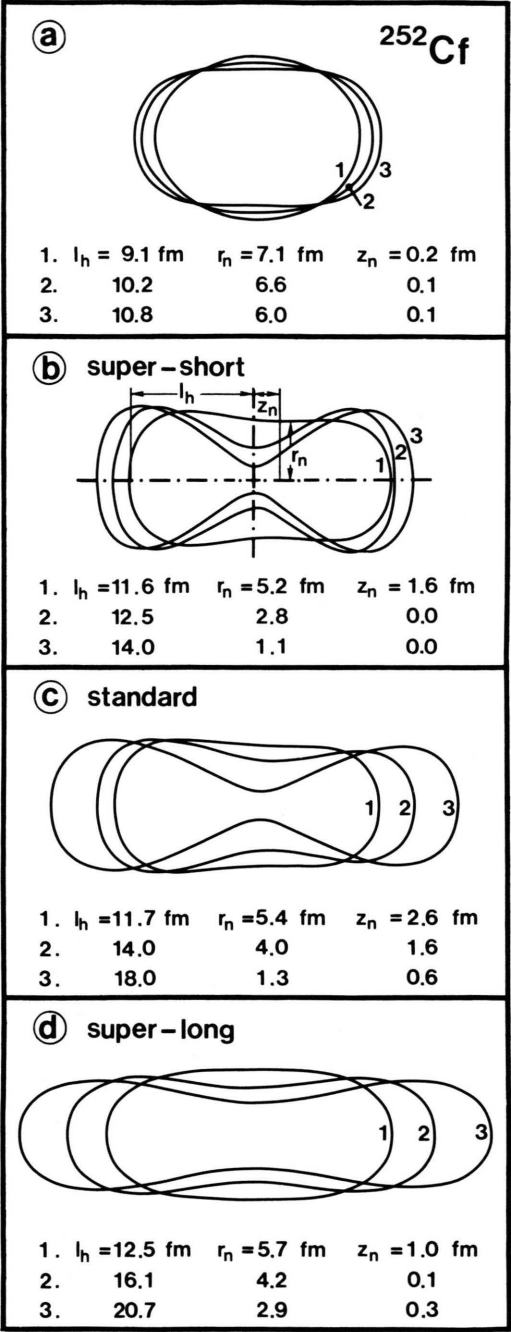 ⓐ ²⁵²Cf
1 3
2
1. lₕ = 9.1 fm rₙ = 7.1 fm zₙ = 0.2 fm
2. 10.2 6.6 0.1
3. 10.8 6.0 0.1
ⓑ super-short
lₕ zₙ
rₙ
1 2 3
1. lₕ = 11.6 fm rₙ = 5.2 fm zₙ = 1.6 fm
2. 12.5 2.8 0.0
3. 14.0 1.1 0.0
ⓒ standard
1 2 3
1. lₕ = 11.7 fm rₙ = 5.4 fm zₙ = 2.6 fm
2. 14.0 4.0 1.6
3. 18.0 1.3 0.6
ⓓ super-long
1 2 3
1. lₕ = 12.5 fm rₙ = 5.7 fm zₙ = 1.0 fm
2. 16.1 4.2 0.1
3. 20.7 2.9 0.3